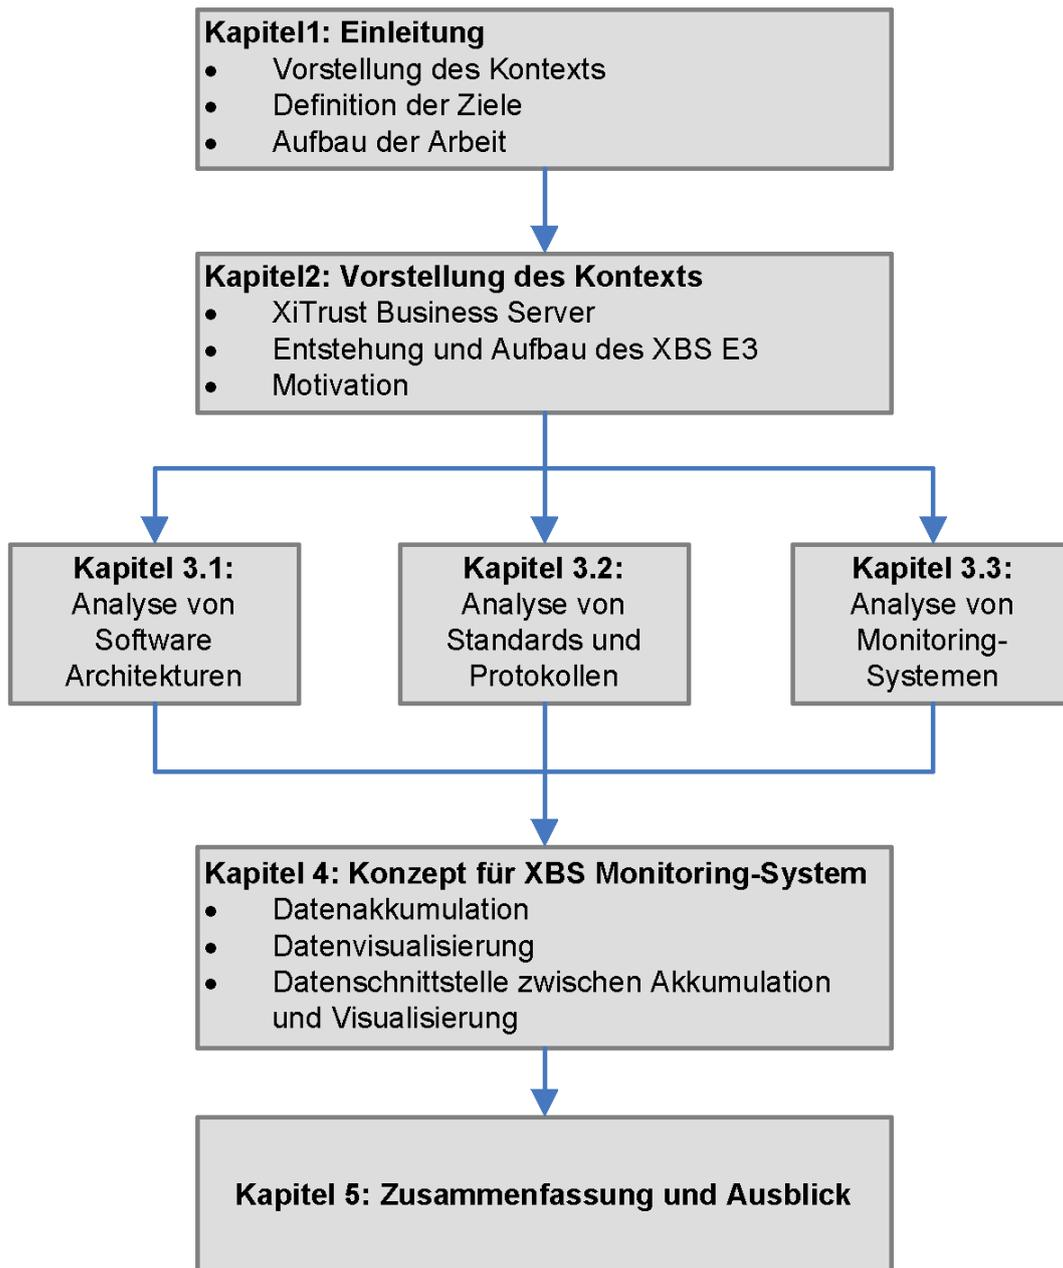 Kapitel1: Einleitung
• Vorstellung des Kontexts
• Definition der Ziele
• Aufbau der Arbeit
Kapitel2: Vorstellung des Kontexts
• XiTrust Business Server
• Entstehung und Aufbau des XBS E3
• Motivation
Kapitel 3.1:
Analyse von
Software
Architekturen
Kapitel 3.2:
Analyse von
Standards und
Protokollen
Kapitel 3.3:
Analyse von
Monitoring-
Systemen
Kapitel 4: Konzept für XBS Monitoring-System
• Datenakkumulation
• Datenvisualisierung
• Datenschnittstelle zwischen Akkumulation
und Visualisierung
Kapitel 5: Zusammenfassung und Ausblick